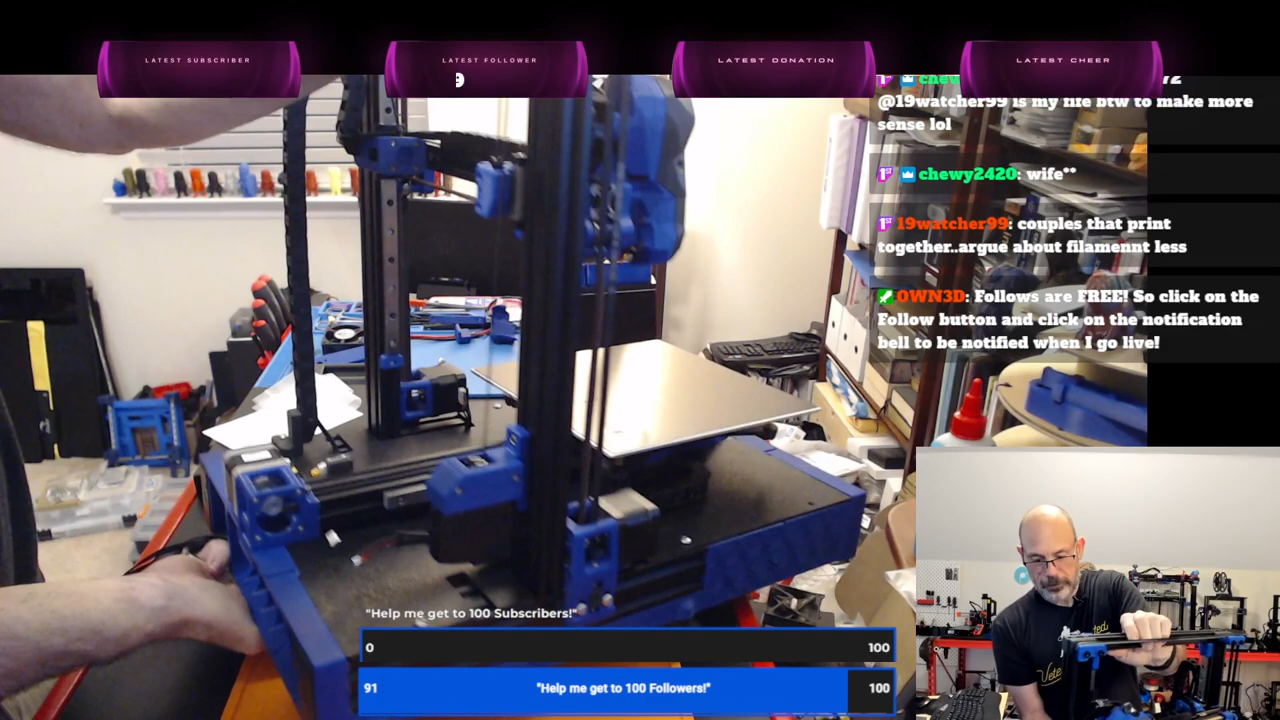 LATEST SUBSCRIBER
LATEST FOLLOWER
LATEST DONATION
LATEST CHEER
9
@19watcher99 is my fife btw to make more
sense lol
chewy2420: wife**
19watcher99: couples that print
together..argue about filamennt less
OWN3D: Follows are FREE! So click on the
Follow button and click on the notification
bell to be notified when I go live!
"Help me get to 100 Subscribers!"
0
100
91
"Help me get to 100 Followers!"
100